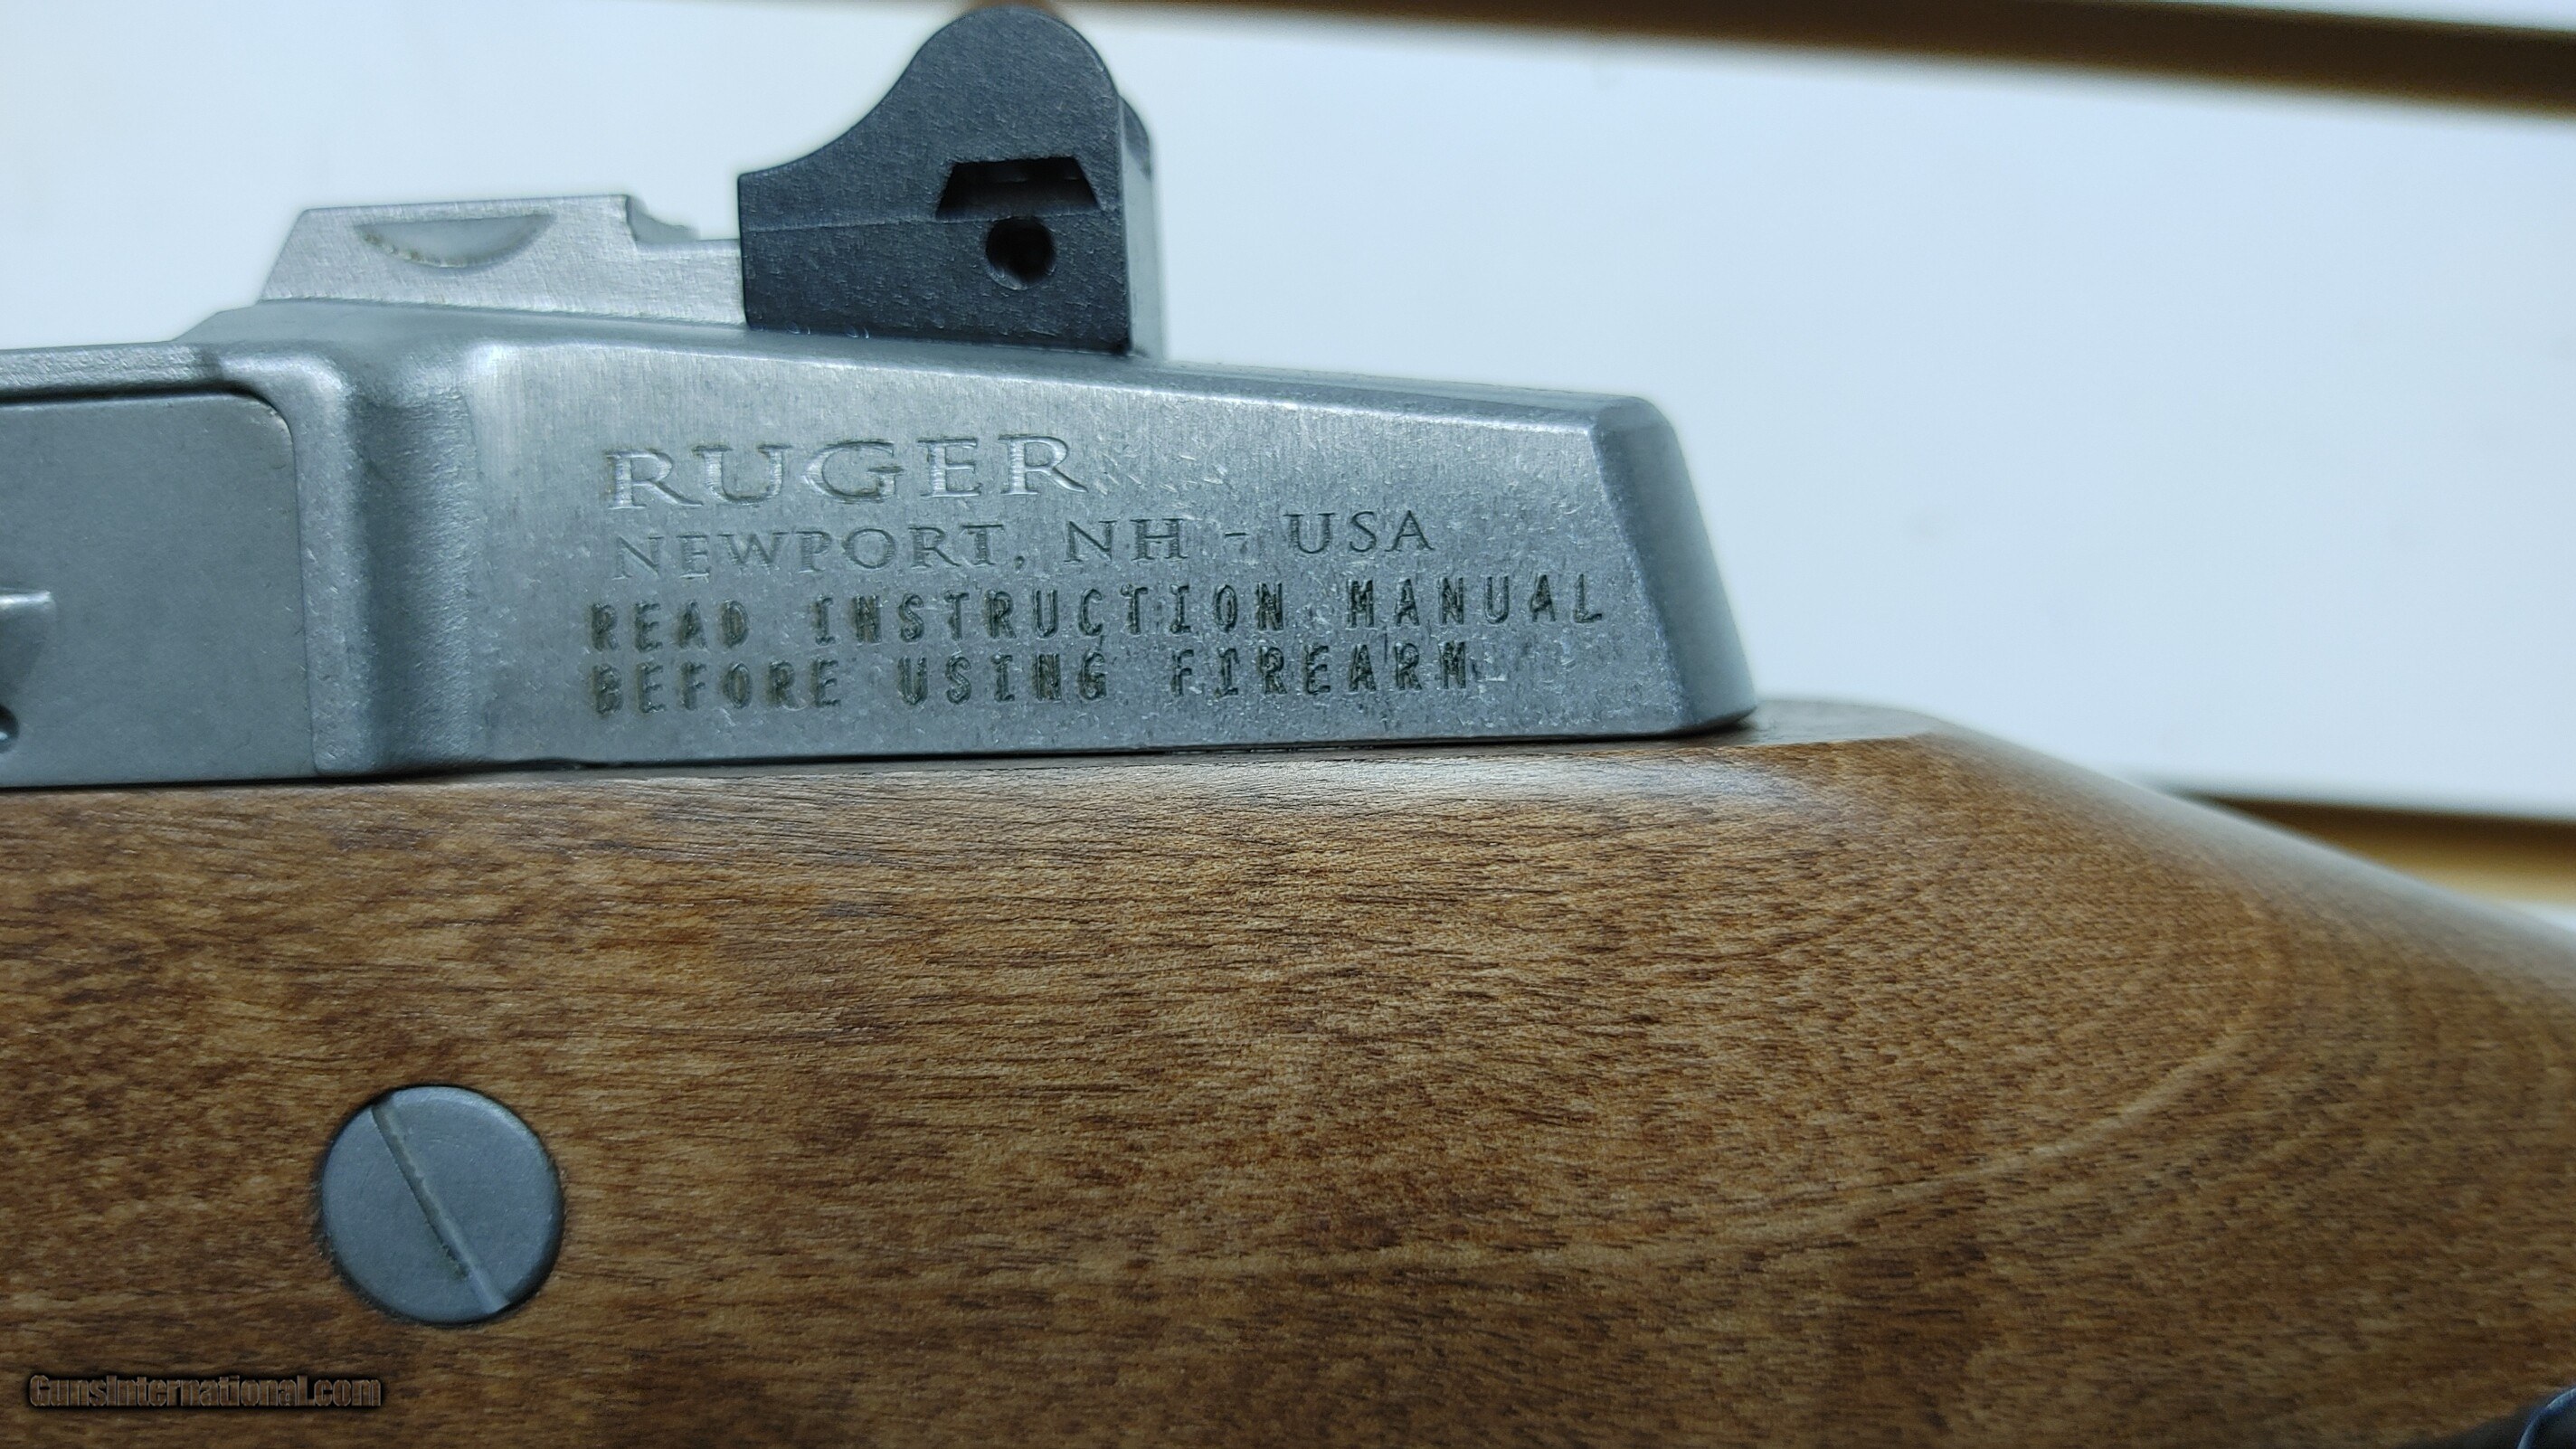 RUGER
NEWPORT, NH - USA
READ INSTRUCTION MANUAL
BEFORE USING FIREARM
GunsInternational.com